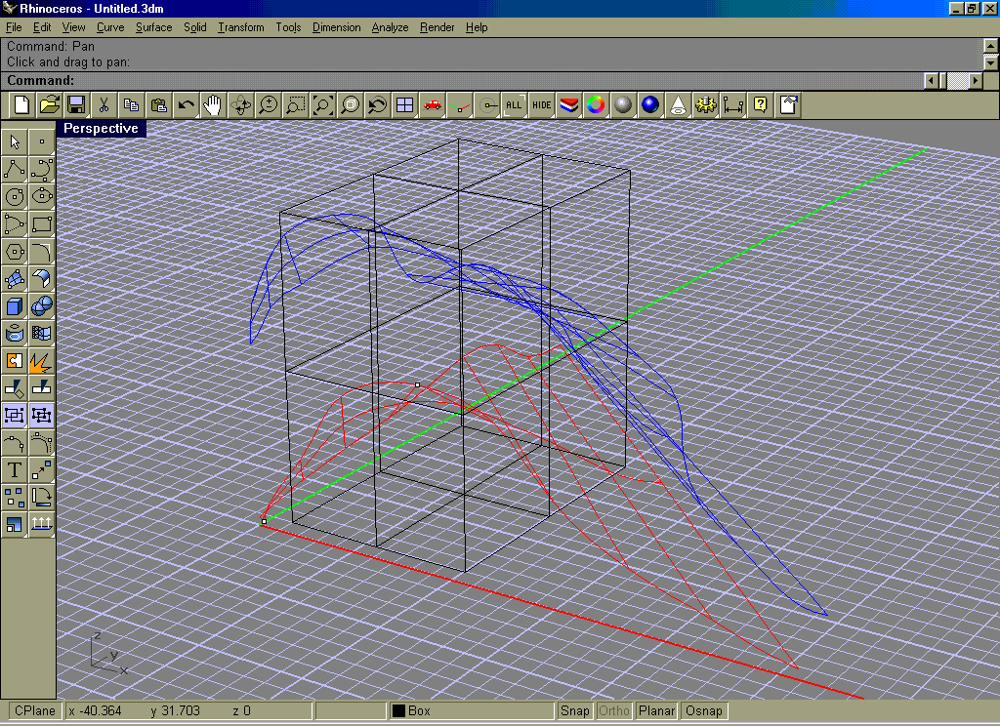 Rhinoceros - Untitled.3dm
File Edit View Curve Surface Solid Transform Tools Dimension Analyze Render Help
Command: Pan
Click and drag to pan:
Command:
ALL HIDE ?
Perspective
T
z
y
x
CPlane x -40.364 y 31.703 z 0 Box Snap Ortho Planar Osnap